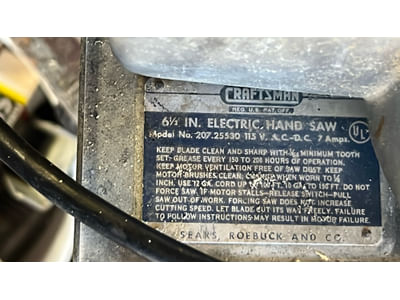 CRAFTSMAN
REG. U.S. PAT. OFF.
6½ IN. ELECTRIC HAND SAW
Model No. 207.25530 115 V. A.C.-D.C. 7 Amps.
UL
KEEP BLADE CLEAN AND SHARP WITH MINIMUM TOOTH
SET. GREASE EVERY 150 TO 200 HOURS OF OPERATION.
KEEP MOTOR VENTILATION FREE OF SAW DUST. KEEP
MOTOR BRUSHES CLEAR. WHEN WORN TO ¼
INCH. USE 12 GA. CORD UP TO 100 FT. 10 GA. TO 150 FT. DO NOT
FORCE SAW. IF MOTOR STALLS—RELEASE SWITCH—PULL
SAW OUT OF WORK. FORCING SAW DOES NOT INCREASE
CUTTING SPEED. LET BLADE CUT ITS WAY FREELY. FAILURE
TO FOLLOW INSTRUCTIONS MAY RESULT IN MOTOR FAILURE.
SEARS, ROEBUCK AND CO.